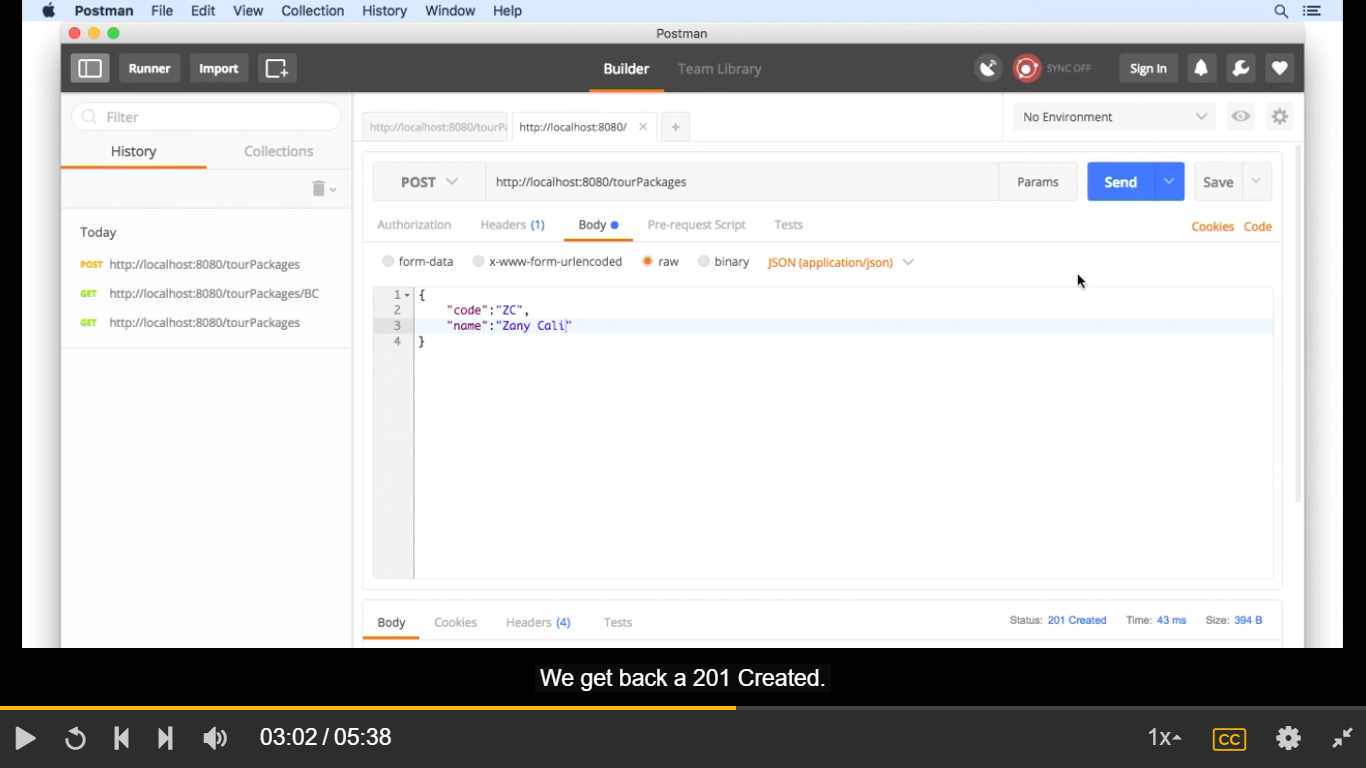 Postman File Edit View Collection History Window Help
Postman
Runner Import Builder Team Library SYNC OFF Sign In
Filter
http://localhost:8080/tourPa http://localhost:8080/ × + No Environment
History Collections
POST http://localhost:8080/tourPackages Params Send Save
Authorization Headers (1) Body Pre-request Script Tests Cookies Code
Today
form-data x-www-form-urlencoded raw binary JSON (application/json)
POST http://localhost:8080/tourPackages
GET http://localhost:8080/tourPackages/BC
GET http://localhost:8080/tourPackages
1 {
2 "code":"ZC",
3 "name":"Zany Cali"
4 }
Body Cookies Headers (4) Tests Status: 201 Created Time: 43 ms Size: 394 B
We get back a 201 Created.
03:02 / 05:38 1x CC